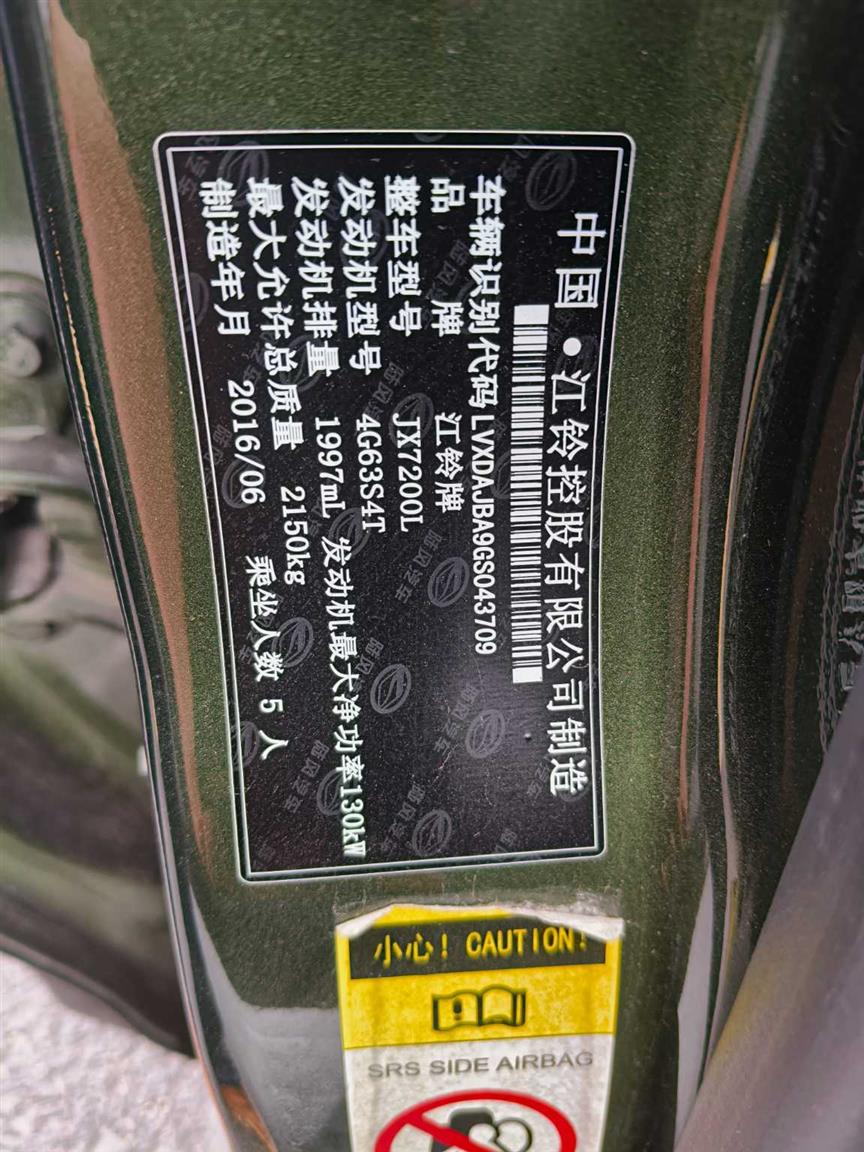 中国·江铃控股有限公司制造
车辆识别代码 LVXDAJBA9GS043709
品牌 江铃牌
整车型号 JX7200L
发动机型号 4G63S4T
发动机排量 1997mL 发动机最大净功率130kW
最大允许总质量 2150kg 乘坐人数 5人
制造年月 2016/06
陆风汽车
小心! CAUTION!
SRS SIDE AIRBAG